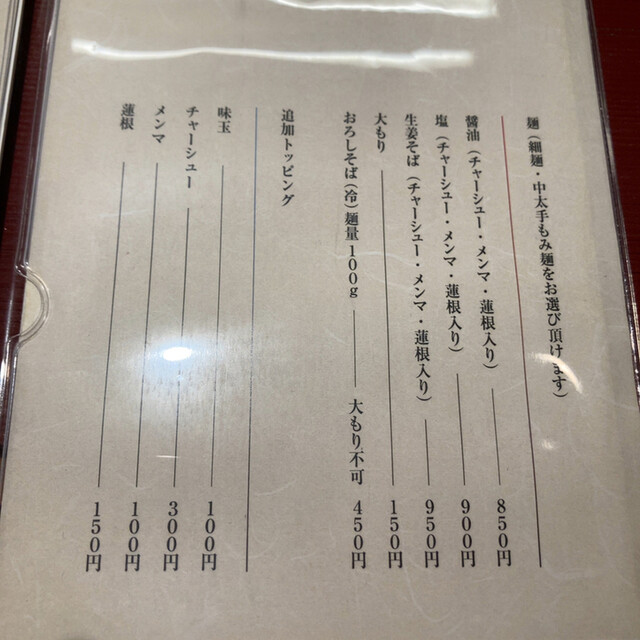 麺（細麺・中太手もみ麺をお選び頂けます）
醤油（チャーシュー・メンマ・蓮根入り） 850円
塩（チャーシュー・メンマ・蓮根入り） 900円
生姜そば（チャーシュー・メンマ・蓮根入り） 950円
大もり 150円
おろしそば（冷）麺量100g 大もり不可 450円
追加トッピング
味玉 100円
チャーシュー 300円
メンマ 100円
蓮根 150円